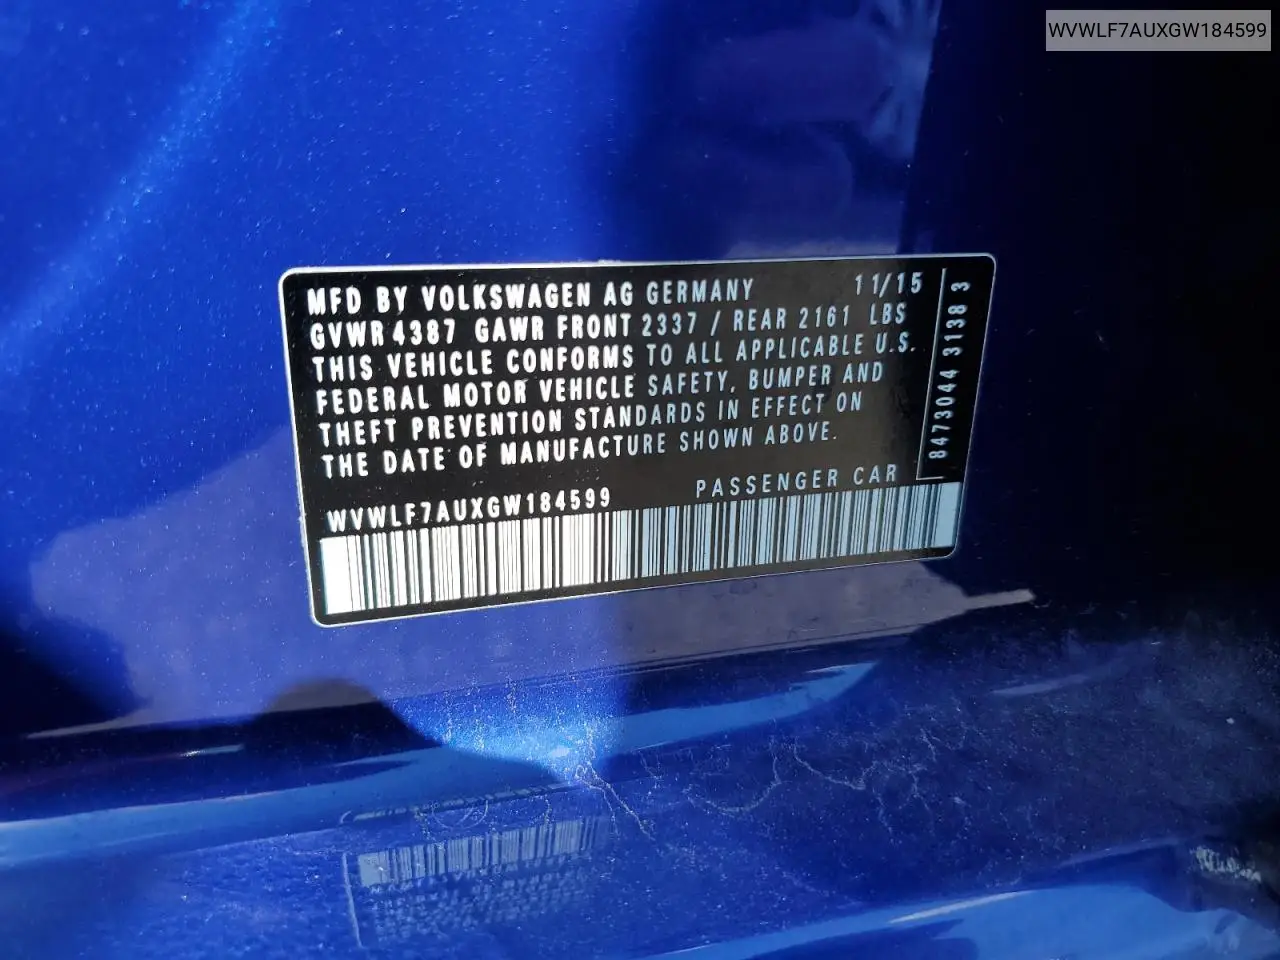 WVWLF7AUXGW184599
MFD BY VOLKSWAGEN AG GERMANY 11/15
GVWR 4387 GAWR FRONT 2337 / REAR 2161 LBS
THIS VEHICLE CONFORMS TO ALL APPLICABLE U.S.
FEDERAL MOTOR VEHICLE SAFETY, BUMPER AND
THEFT PREVENTION STANDARDS IN EFFECT ON
THE DATE OF MANUFACTURE SHOWN ABOVE.
8473044 3138 3
PASSENGER CAR
WVWLF7AUXGW184599